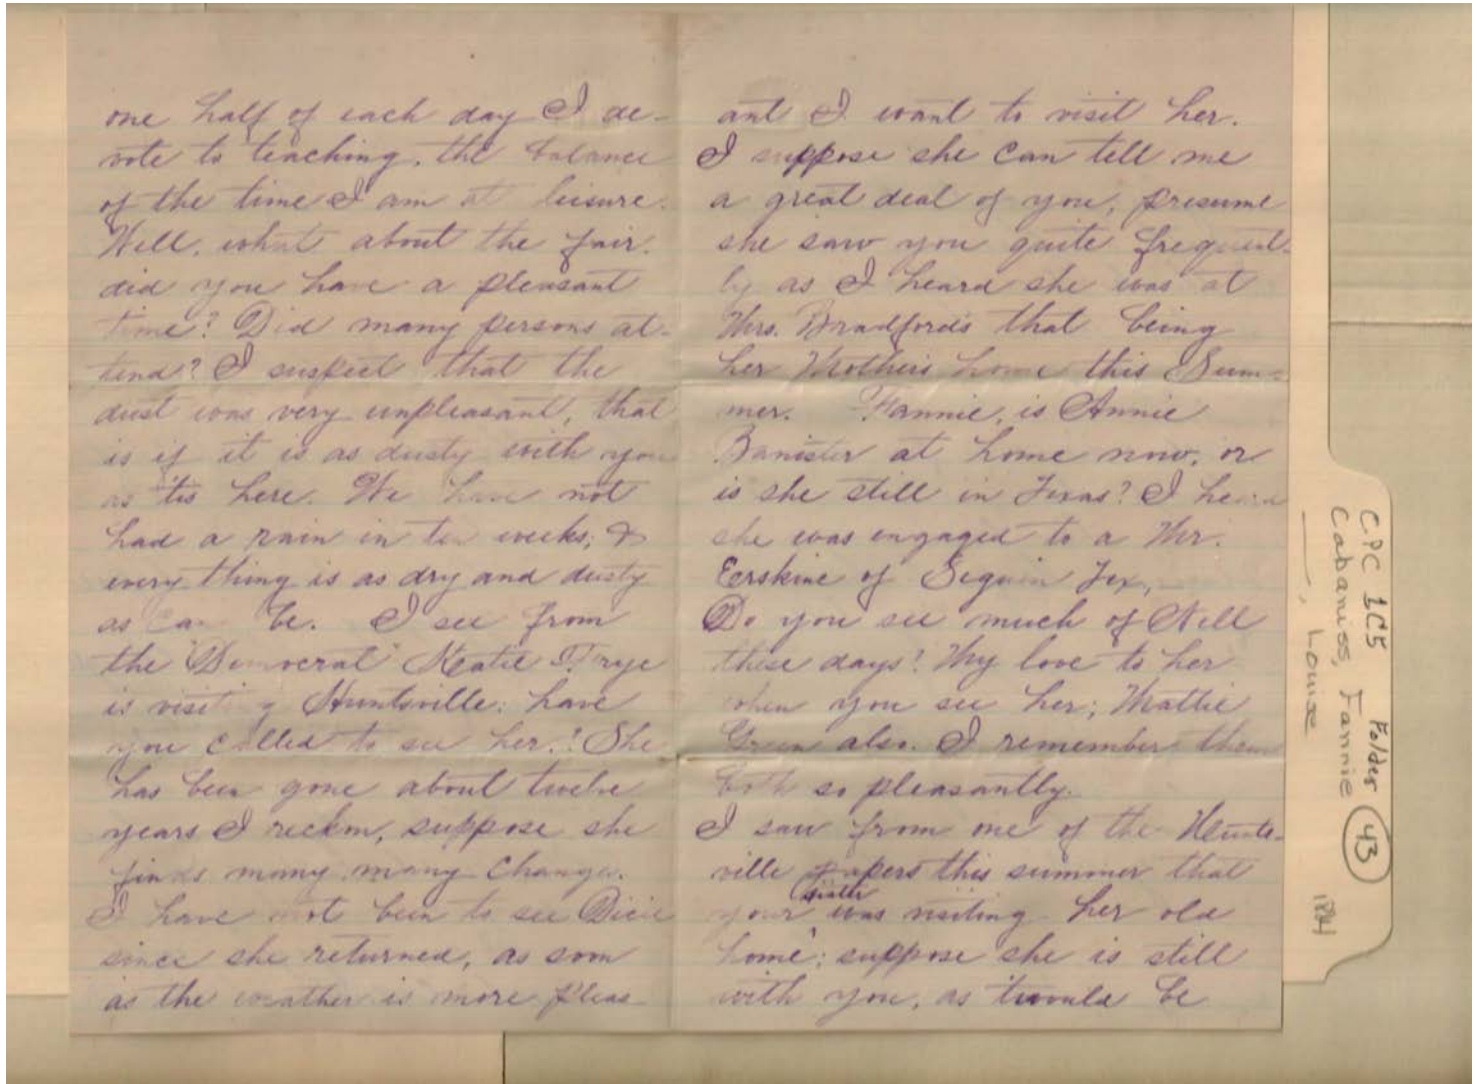 one half of each day I de-
vote to teaching, the balance
of the time I am at leisure.
Well, what about the fair.
did you have a pleasant
time? Did many persons at-
tend? I suspect that the
dust was very unpleasant, that
is if it is as dusty with you
as 'tis here. We have not
had a rain in ten weeks, &
every thing is as dry and dusty
as can be. I see from
the "Democrat" Katie Frye
is visiting Huntsville; have
you called to see her? She
has been gone about twelve
years I reckon, suppose she
finds many, many changes.
I have not been to see Dicie
since she returned, as soon
as the weather is more pleas
ant I want to visit her.
I suppose she can tell me
a great deal of you, presume
she saw you quite frequent-
ly as I heard she was at
Mrs. Bradford's that being
her Mother's home this Sum-
mer. Fannie, is Annie
Banister at home now, or
is she still in Texas? I heard
she was engaged to a Mr.
Eerskine of Seguin Tex,
Do you see much of Nell
these days? My love to her
when you see her; Mattie
Green also. I remember them
both so pleasantly.
I saw from one of the Hunts-
ville papers this summer that
your sister was visiting her old
home; suppose she is still
with you, as twould be
CPC 1C5 Folder 43
Cabaniss, Fannie 1884
, Louise